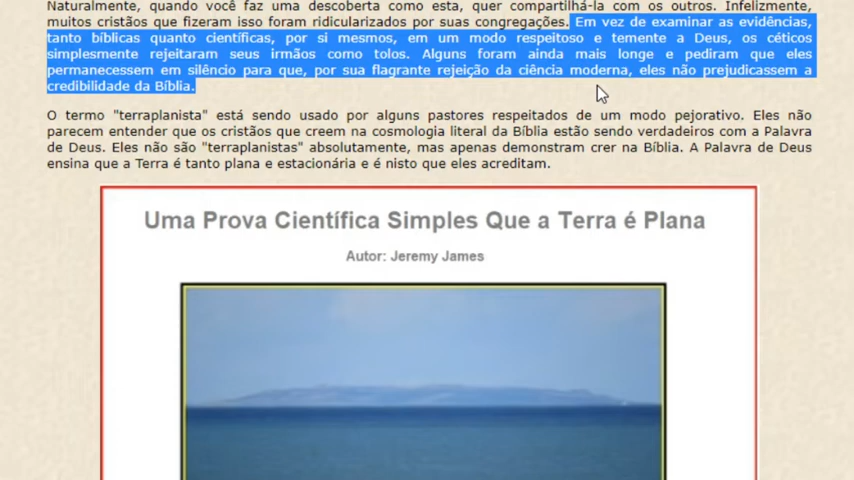 Naturalmente, quando você faz uma descoberta como esta, quer compartilhá-la com os outros. Infelizmente,
muitos cristãos que fizeram isso foram ridicularizados por suas congregações. Em vez de examinar as evidências,
tanto bíblicas quanto científicas, por si mesmos, em um modo respeitoso e temente a Deus, os céticos
simplesmente rejeitaram seus irmãos como tolos. Alguns foram ainda mais longe e pediram que eles
permanecessem em silêncio para que, por sua flagrante rejeição da ciência moderna, eles não prejudicassem a
credibilidade da Bíblia.
O termo "terraplanista" está sendo usado por alguns pastores respeitados de um modo pejorativo. Eles não
parecem entender que os cristãos que creem na cosmologia literal da Bíblia estão sendo verdadeiros com a Palavra
de Deus. Eles não são "terraplanistas" absolutamente, mas apenas demonstram crer na Bíblia. A Palavra de Deus
ensina que a Terra é tanto plana e estacionária e é nisto que eles acreditam.
Uma Prova Científica Simples Que a Terra é Plana
Autor: Jeremy James